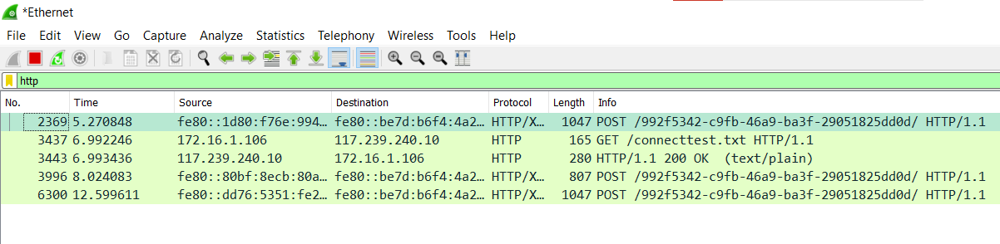 *Ethernet
File Edit View Go Capture Analyze Statistics Telephony Wireless Tools Help
http
No. Time Source Destination Protocol Length Info
2369 5.270848 fe80::1d80:f76e:994… fe80::be7d:b6f4:4a2… HTTP/X… 1047 POST /992f5342-c9fb-46a9-ba3f-29051825dd0d/ HTTP/1.1
3437 6.992246 172.16.1.106 117.239.240.10 HTTP 165 GET /connecttest.txt HTTP/1.1
3443 6.993436 117.239.240.10 172.16.1.106 HTTP 280 HTTP/1.1 200 OK (text/plain)
3996 8.024083 fe80::80bf:8ecb:80a… fe80::be7d:b6f4:4a2… HTTP/X… 807 POST /992f5342-c9fb-46a9-ba3f-29051825dd0d/ HTTP/1.1
6300 12.599611 fe80::dd76:5351:fe2… fe80::be7d:b6f4:4a2… HTTP/X… 1047 POST /992f5342-c9fb-46a9-ba3f-29051825dd0d/ HTTP/1.1